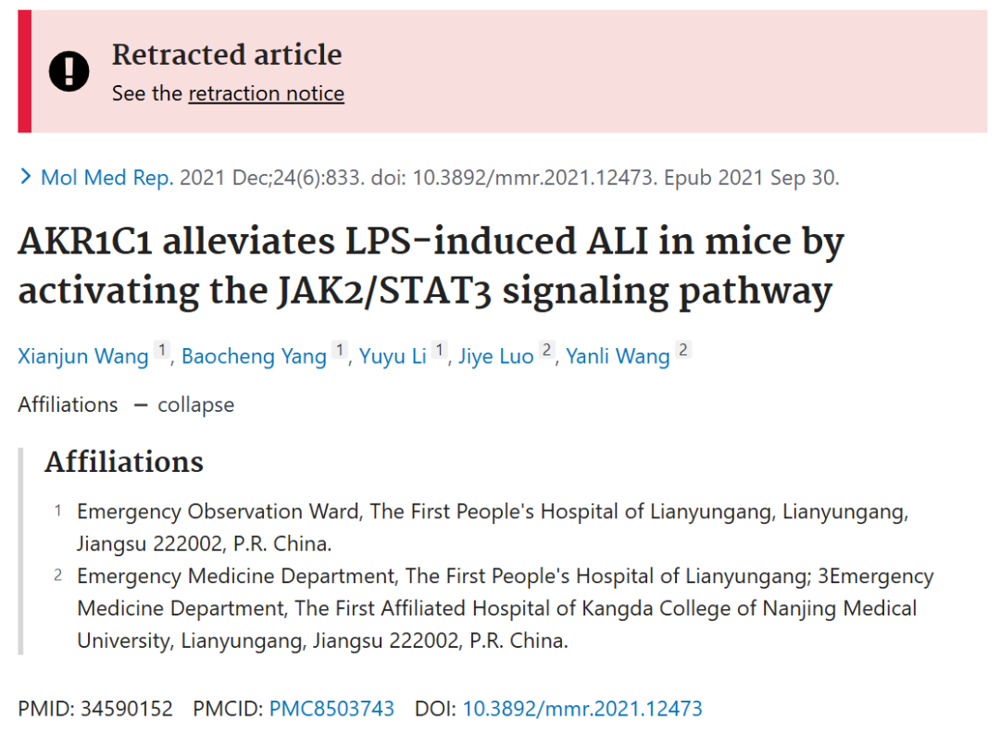 Retracted article
See the retraction notice
Mol Med Rep. 2021 Dec;24(6):833. doi: 10.3892/mmr.2021.12473. Epub 2021 Sep 30.
AKR1C1 alleviates LPS-induced ALI in mice by
activating the JAK2/STAT3 signaling pathway
Xianjun Wang 1, Baocheng Yang 1, Yuyu Li 1, Jiye Luo 2, Yanli Wang 2
Affiliations – collapse
Affiliations
1 Emergency Observation Ward, The First People's Hospital of Lianyungang, Lianyungang,
Jiangsu 222002, P.R. China.
2 Emergency Medicine Department, The First People's Hospital of Lianyungang; 3Emergency
Medicine Department, The First Affiliated Hospital of Kangda College of Nanjing Medical
University, Lianyungang, Jiangsu 222002, P.R. China.
PMID: 34590152 PMCID: PMC8503743 DOI: 10.3892/mmr.2021.12473